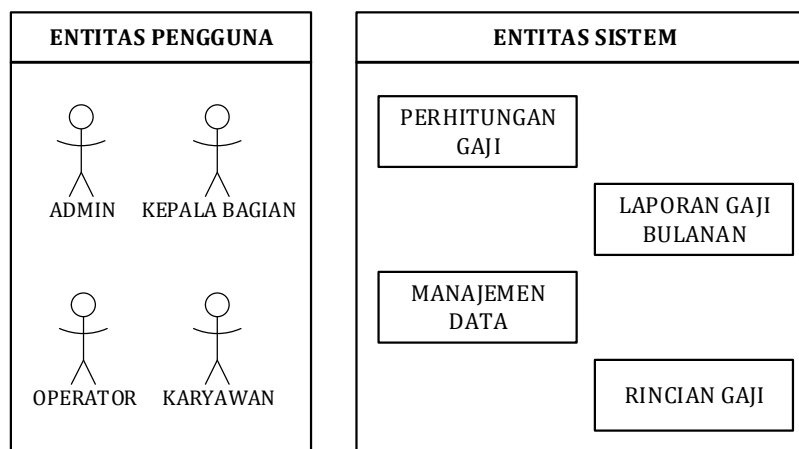 ENTITAS PENGGUNA
ADMIN
KEPALA BAGIAN
OPERATOR
KARYAWAN
ENTITAS SISTEM
PERHITUNGAN
GAJI
LAPORAN GAJI
BULANAN
MANAJEMEN
DATA
RINCIAN GAJI